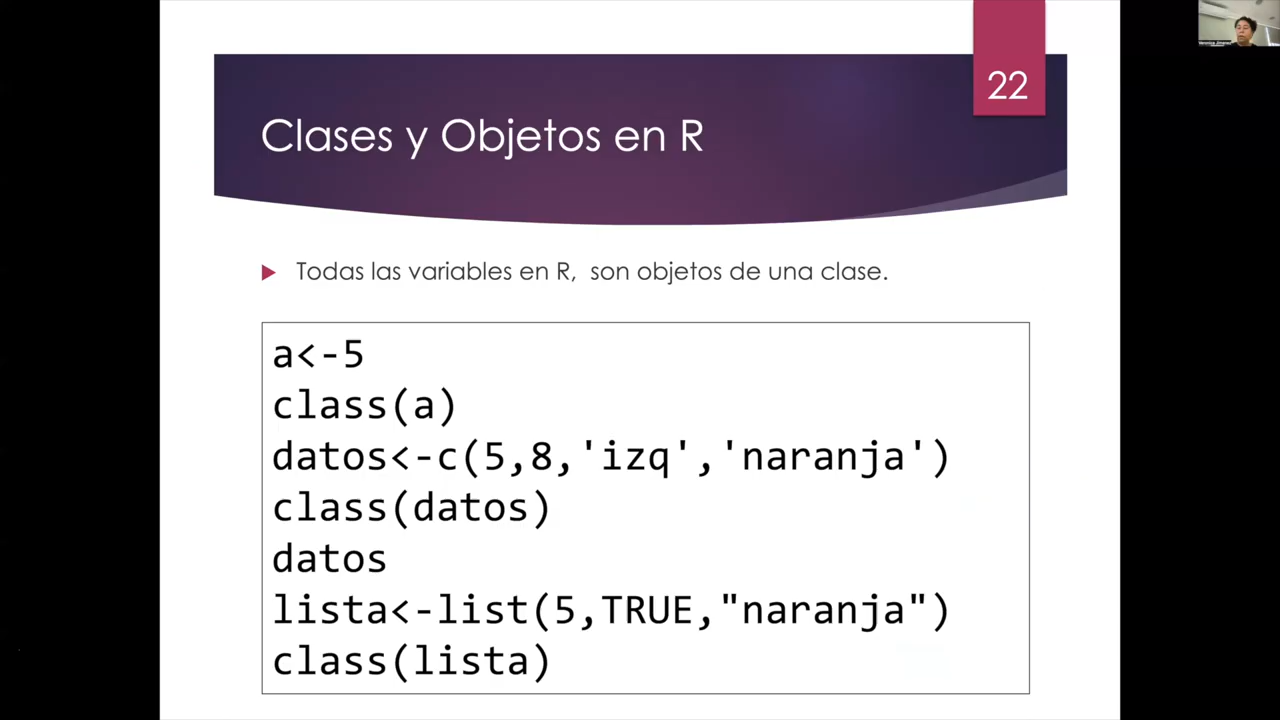 22
Clases y Objetos en R
Todas las variables en R,  son objetos de una clase.
a<-5
class(a)
datos<-c(5,8,'izq','naranja')
class(datos)
datos
lista<-list(5,TRUE,"naranja")
class(lista)